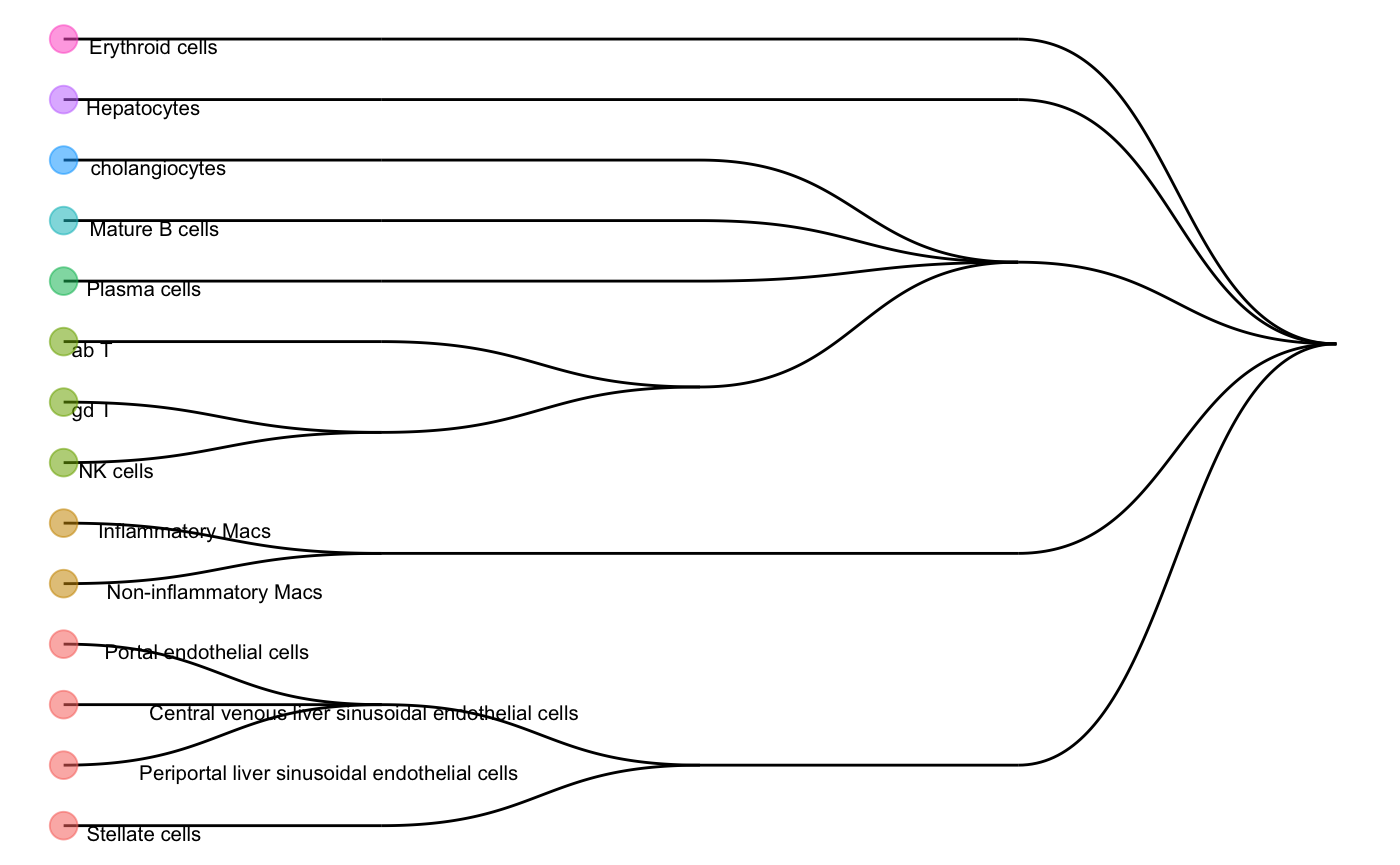 Erythroid cells
Hepatocytes
cholangiocytes
Mature B cells
Plasma cells
ab T
gd T
NK cells
Inflammatory Macs
Non-inflammatory Macs
Portal endothelial cells
Central venous liver sinusoidal endothelial cells
Periportal liver sinusoidal endothelial cells
Stellate cells